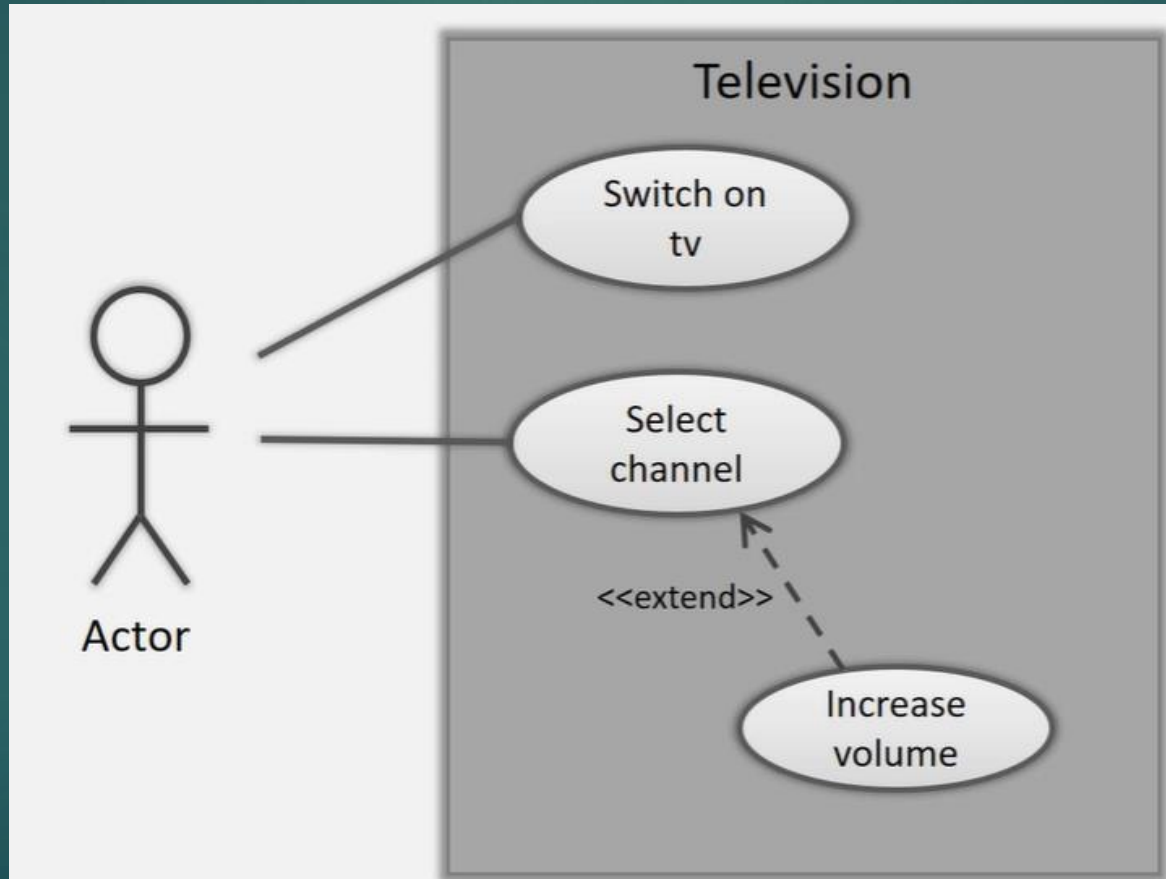 Television
Switch on
tv
Select
channel
<<extend>>
Actor
Increase
volume